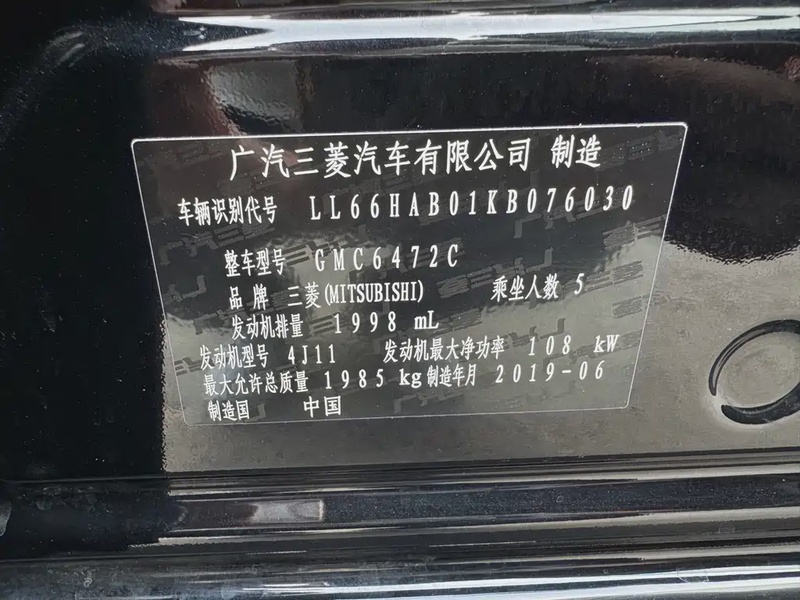 广汽三菱汽车有限公司 制造
车辆识别代号 LL66HAB01KB076030
整车型号 GMC6472C
品牌 三菱(MITSUBISHI) 乘坐人数 5
发动机排量 1998 mL
发动机型号 4J11 发动机最大净功率 108 kW
最大允许总质量 1985 kg 制造年月 2019-06
制造国 中国